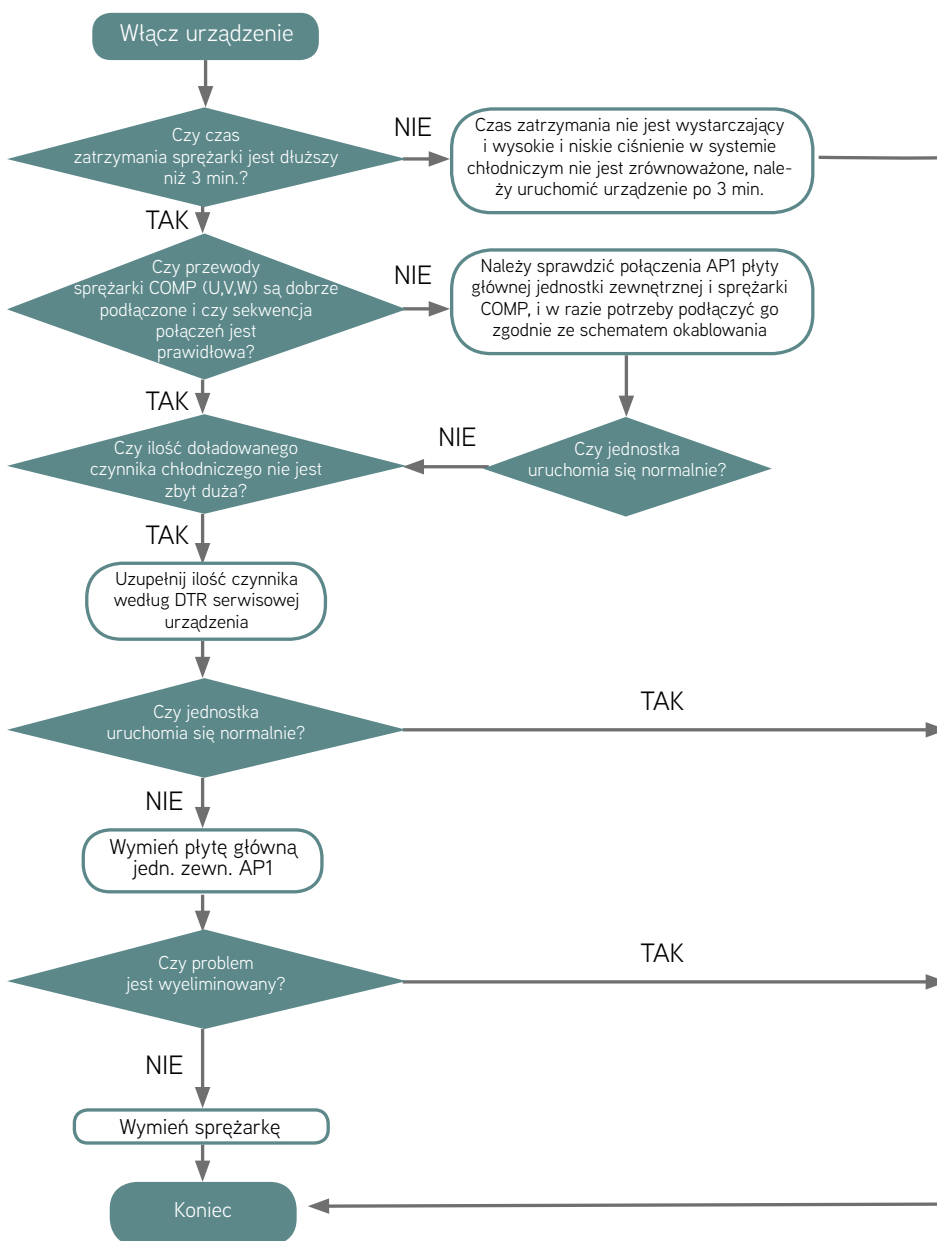 Włącz urządzenie
Czy czas
zatrzymania sprężarki jest dłuższy
niż 3 min.?
NIE
Czas zatrzymania nie jest wystarczający
i wysokie i niskie ciśnienie w systemie
chłodniczym nie jest zrównoważone, nale-
ży uruchomić urządzenie po 3 min.
TAK
Czy przewody
sprężarki COMP (U,V,W) są dobrze
podłączone i czy sekwencja
połączeń jest
prawidłowa?
NIE
Należy sprawdzić połączenia AP1 płyty
głównej jednostki zewnętrznej i sprężarki
COMP, i w razie potrzeby podłączyć go
zgodnie ze schematem okablowania
TAK
Czy ilość doładowanego
czynnika chłodniczego nie jest
zbyt duża?
NIE
Czy jednostka
uruchomia się normalnie?
TAK
Uzupełnij ilość czynnika
według DTR serwisowej
urządzenia
Czy jednostka
uruchomia się normalnie?
TAK
NIE
Wymień płytę główną
jedn. zewn. AP1
Czy problem
jest wyeliminowany?
TAK
NIE
Wymień sprężarkę
Koniec